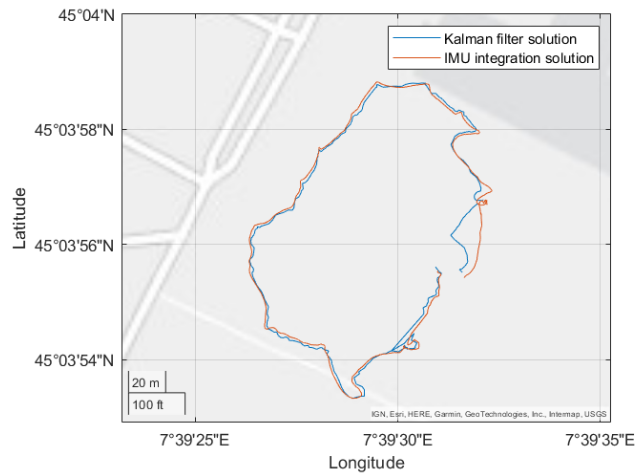 45°04'N
Kalman filter solution
IMU integration solution
45°03'58"N
Latitude
45°03'56"N
45°03'54"N
20 m
100 ft
IGN, Esri, HERE, Garmin, GeoTechnologies, Inc., Intermap, USGS
7°39'25"E
7°39'30"E
7°39'35"E
Longitude